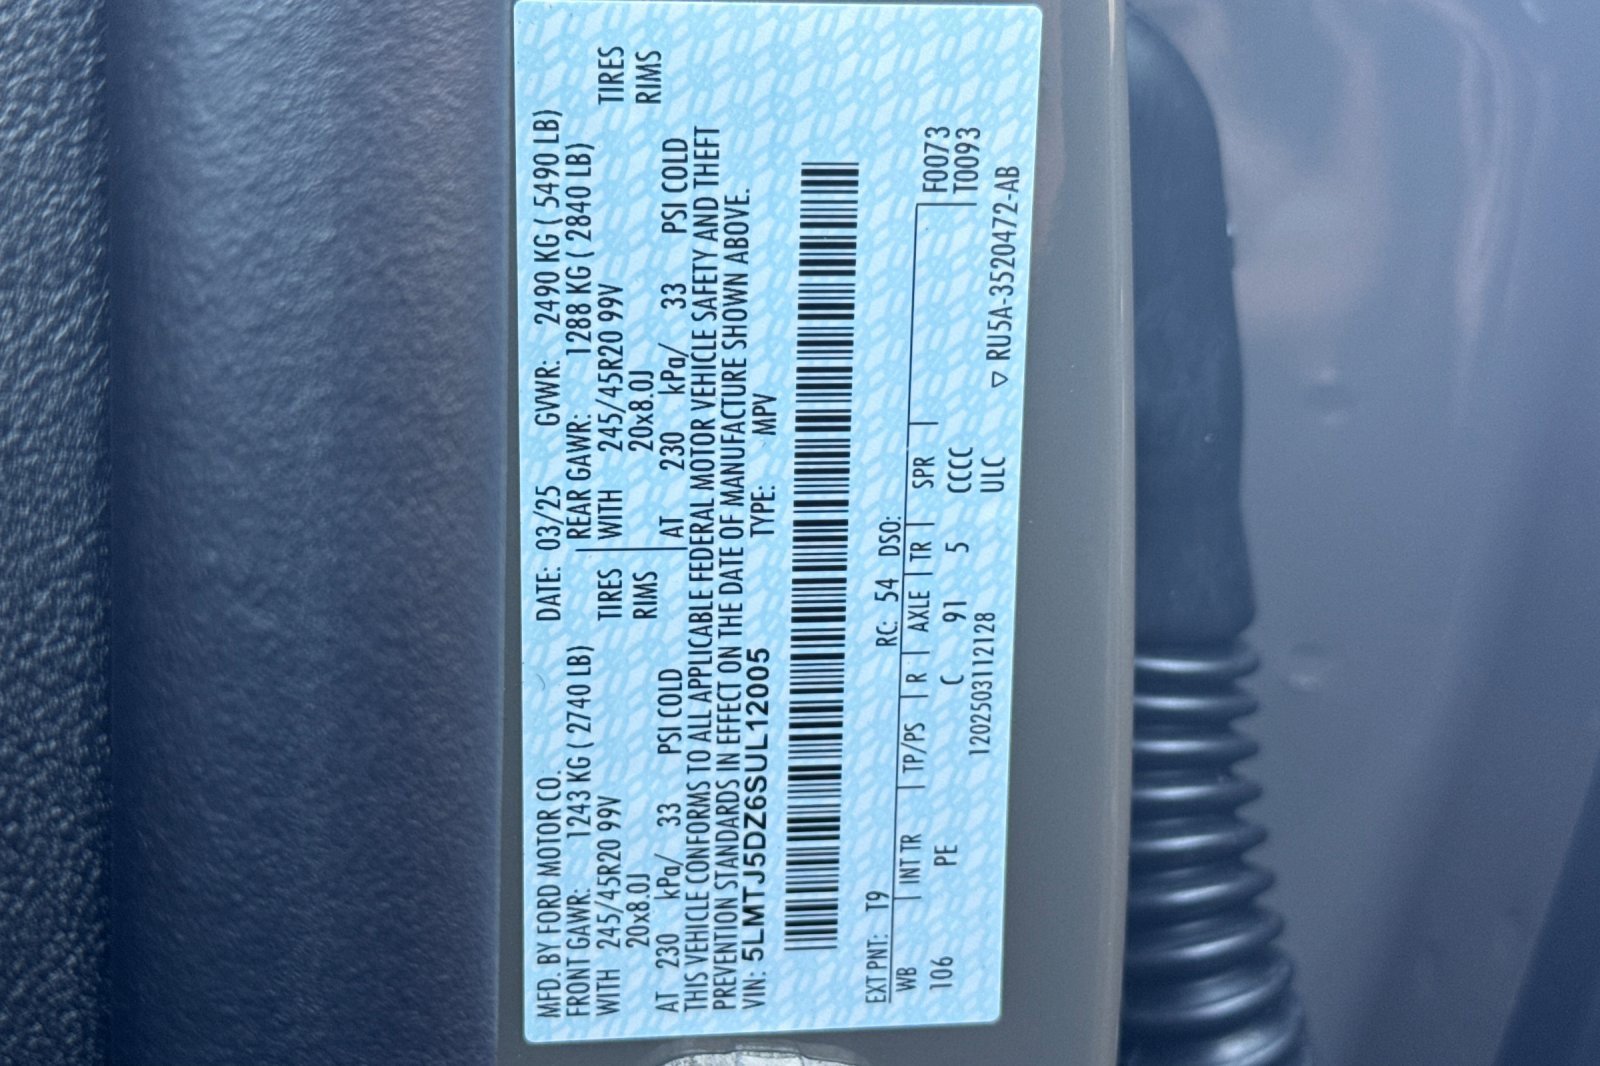 MFD. BY FORD MOTOR CO. DATE: 03/25 GVWR: 2490 KG ( 5490 LB)
FRONT GAWR: 1243 KG ( 2740 LB) REAR GAWR: 1288 KG ( 2840 LB)
WITH 245/45R20 99V TIRES WITH 245/45R20 99V TIRES
20x8.0J RIMS 20x8.0J RIMS
AT 230 kPa/ 33 PSI COLD AT 230 kPa/ 33 PSI COLD
THIS VEHICLE CONFORMS TO ALL APPLICABLE FEDERAL MOTOR VEHICLE SAFETY AND THEFT
PREVENTION STANDARDS IN EFFECT ON THE DATE OF MANUFACTURE SHOWN ABOVE.
VIN: 5LMTJ5DZ6SUL12005 TYPE: MPV
EXT PNT: T9 RC: 54 DSO: F0073
WB INT TR TP/PS R AXLE TR SPR T0093
106 PE C 91 5 CCCC
1202503112128 ULC ▽ RU5A-3520472-AB